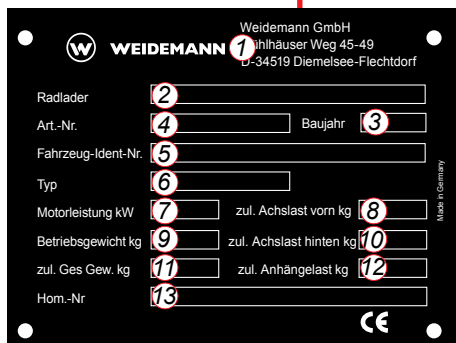 Weidemann GmbH
W WEIDEMANN 1 Mühlhäuser Weg 45-49
D-34519 Diemelsee-Flechtdorf
Radlader 2
Art.-Nr. 4 Baujahr 3
Fahrzeug-Ident-Nr. 5
Typ 6
Motorleistung kW 7 zul. Achslast vorn kg 8
Betriebsgewicht kg 9 zul. Achslast hinten kg 10
zul. Ges Gew. kg 11 zul. Anhängelast kg 12
Hom.-Nr 13
Made in Germany
CE